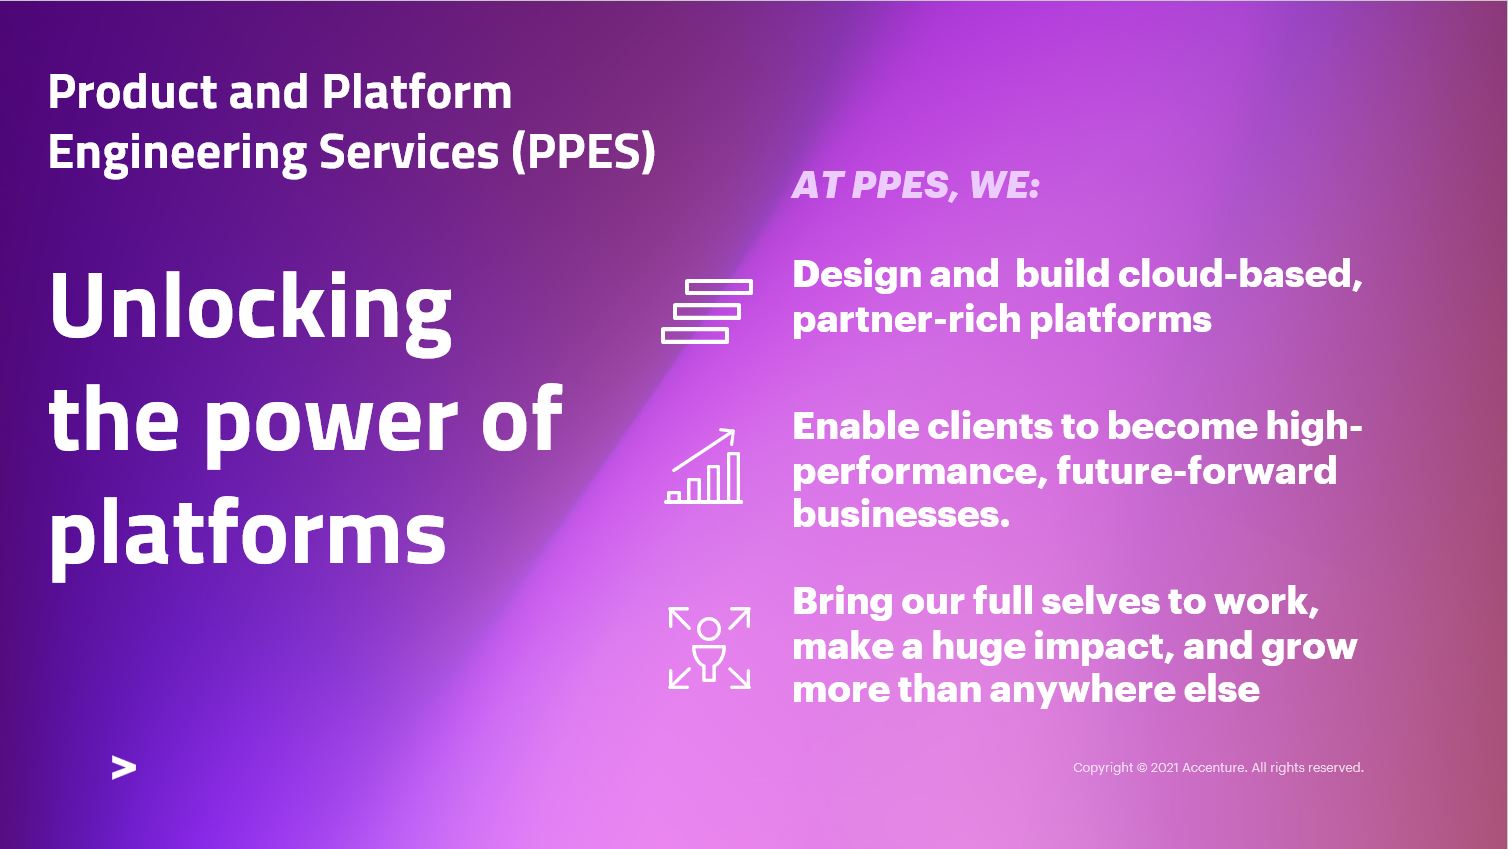 Product and Platform
Engineering Services (PPES)
Unlocking
the power of
platforms
AT PPES, WE:
Design and  build cloud-based,
partner-rich platforms
Enable clients to become high-
performance, future-forward
businesses.
Bring our full selves to work,
make a huge impact, and grow
more than anywhere else
>
Copyright © 2021 Accenture. All rights reserved.